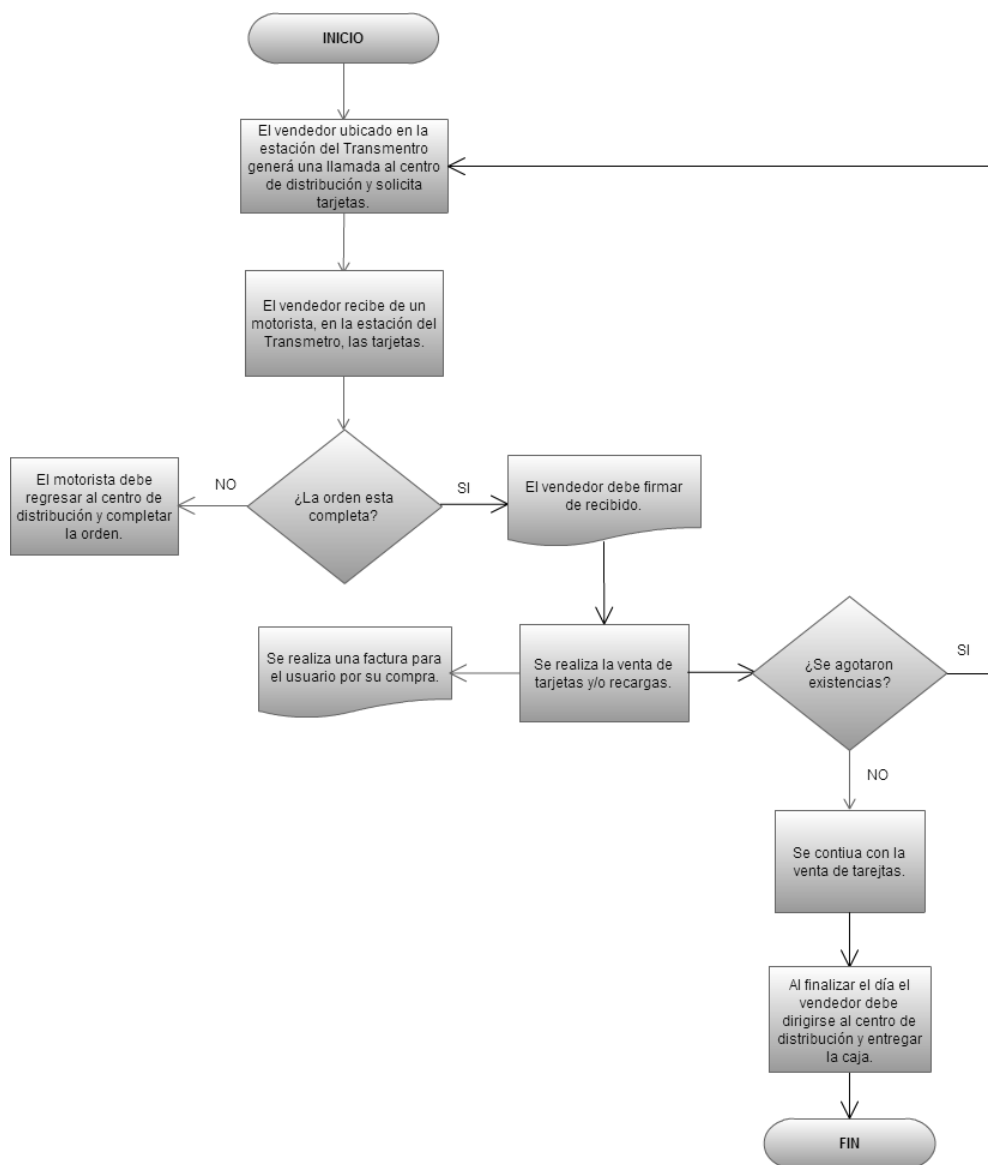 INICIO
El vendedor ubicado en la
estación del Transmentro
generá una llamada al centro
de distribución y solicita
tarjetas.
El vendedor recibe de un
motorista, en la estación del
Transmetro, las tarjetas.
¿La orden esta
completa?
NO
El motorista debe
regresar al centro de
distribución y completar
la orden.
SI
El vendedor debe firmar
de recibido.
Se realiza la venta de
tarjetas y/o recargas.
Se realiza una factura para
el usuario por su compra.
¿Se agotaron
existencias?
SI
NO
Se contiua con la
venta de tarejtas.
Al finalizar el día el
vendedor debe
dirigirse al centro de
distribución y entregar
la caja.
FIN